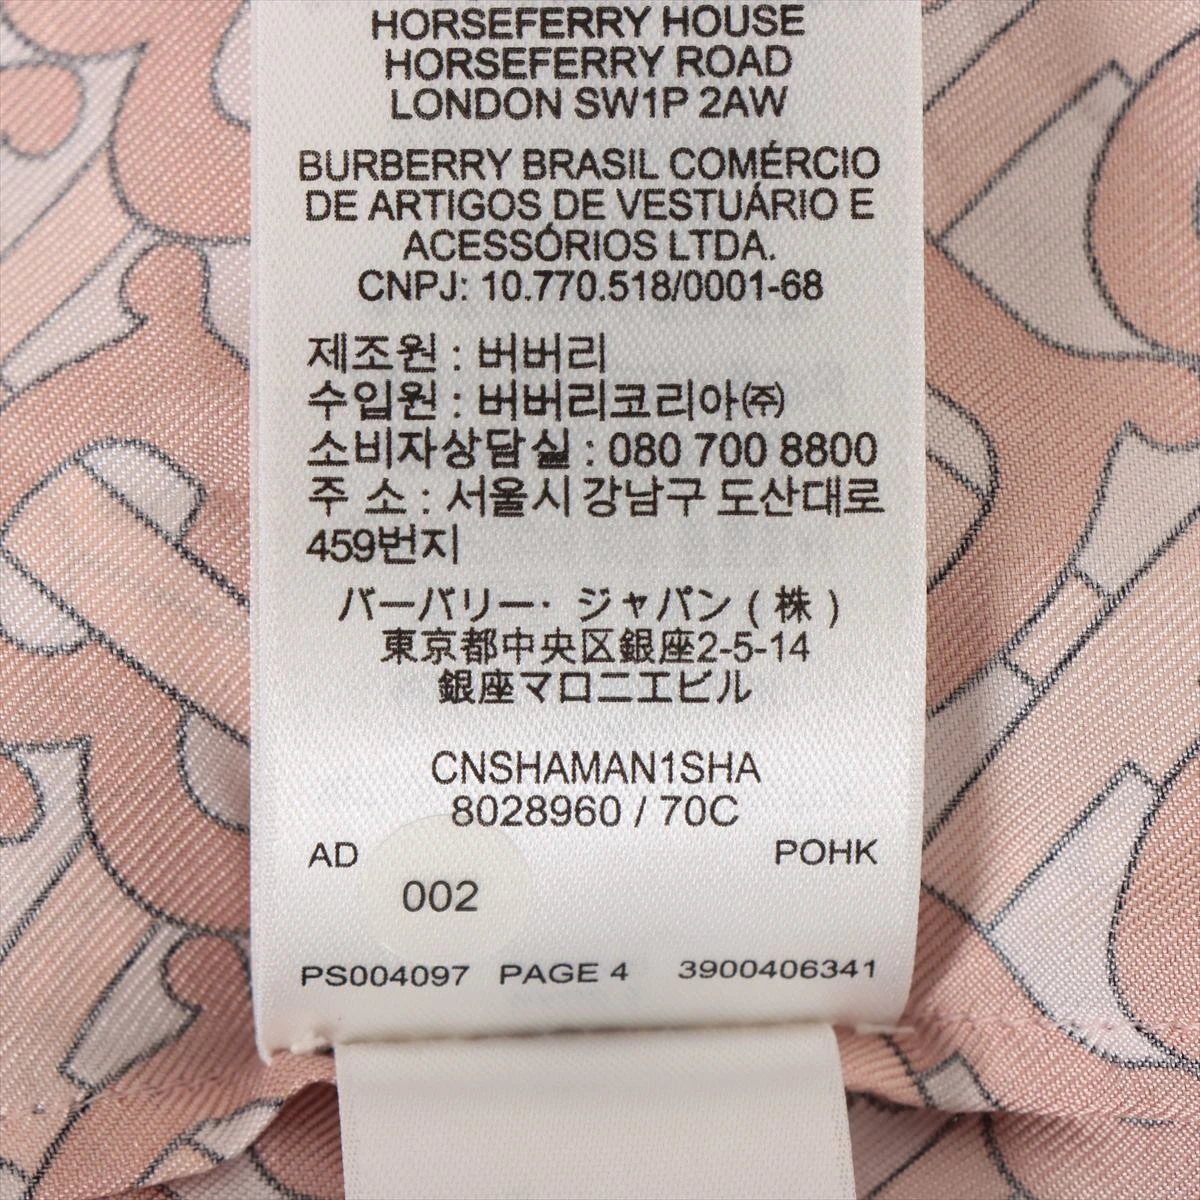 HORSEFERRY HOUSE
HORSEFERRY ROAD
LONDON SW1P 2AW
BURBERRY BRASIL COMÉRCIO
DE ARTIGOS DE VESTUÁRIO E
ACESSÓRIOS LTDA.
CNPJ: 10.770.518/0001-68
제조원 : 버버리
수입원 : 버버리코리아㈜
소비자상담실 : 080 700 8800
주 소 : 서울시 강남구 도산대로
459번지
バーバリー· ジャパン ( 株 )
東京都中央区銀座2-5-14
銀座マロニエビル
CNSHAMAN1SHA
8028960 / 70C
AD POHK
002
PS004097 PAGE 4 3900406341